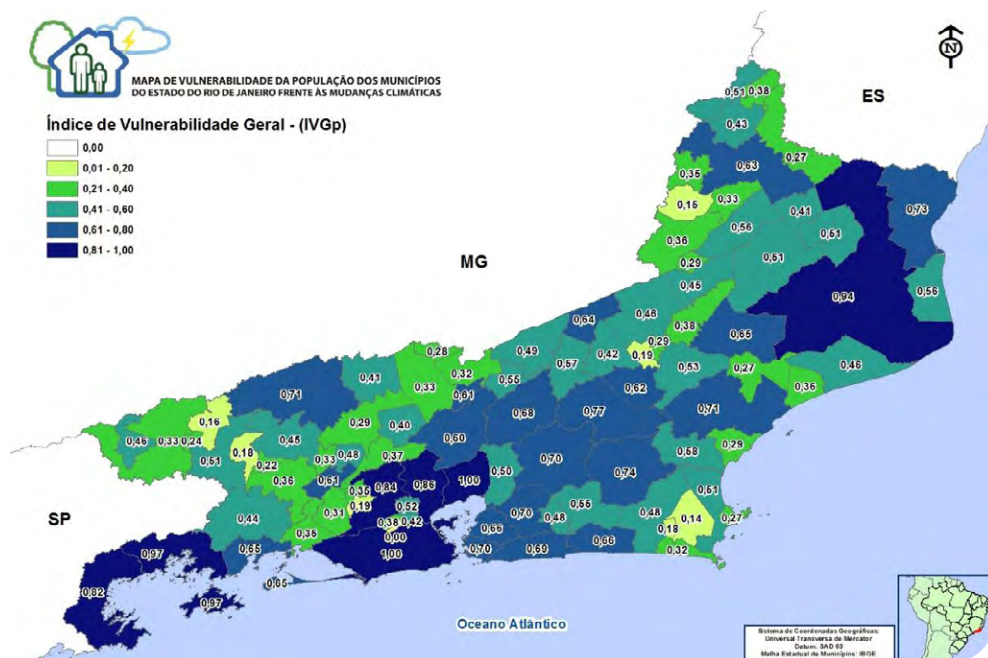 MAPA DE VULNERABILIDADE DA POPULAÇÃO DOS MUNICÍPIOS
DO ESTADO DO RIO DE JANEIRO FRENTE ÀS MUDANÇAS CLIMÁTICAS
N
Índice de Vulnerabilidade Geral - (IVGp)
0,00
0,01 - 0,20
0,21 - 0,40
0,41 - 0,60
0,61 - 0,80
0,81 - 1,00
ES
MG
SP
0,51 0,38
0,43
0,27
0,63
0,35
0,15 0,33 0,41 0,73
0,56 0,51
0,36
0,29 0,51
0,45
0,94 0,56
0,64 0,46
0,38 0,65
0,29
0,28 0,49 0,42 0,19
0,41 0,33 0,32 0,55 0,57 0,53 0,27 0,46
0,71 0,61 0,62 0,36
0,16 0,29 0,40 0,68 0,77 0,71
0,46 0,33 0,24 0,45 0,60
0,51 0,18 0,22 0,33 0,48 0,37 0,70 0,58 0,29
0,36 0,61 0,84 0,86 1,00 0,50 0,74
0,35 0,19 0,52 0,51
0,44 0,31 0,38 0,42 0,70 0,55 0,48 0,14 0,27
0,35 0,00 0,66 0,48 0,18
0,97 0,65 1,00 0,70 0,69 0,66 0,32
0,82 0,65
0,97
Oceano Atlântico
Sistema de Coordenadas Geográficas:
Universal Transversa de Mercator
Datum: SAD 69
Malha Estadual de Municípios: IBGE